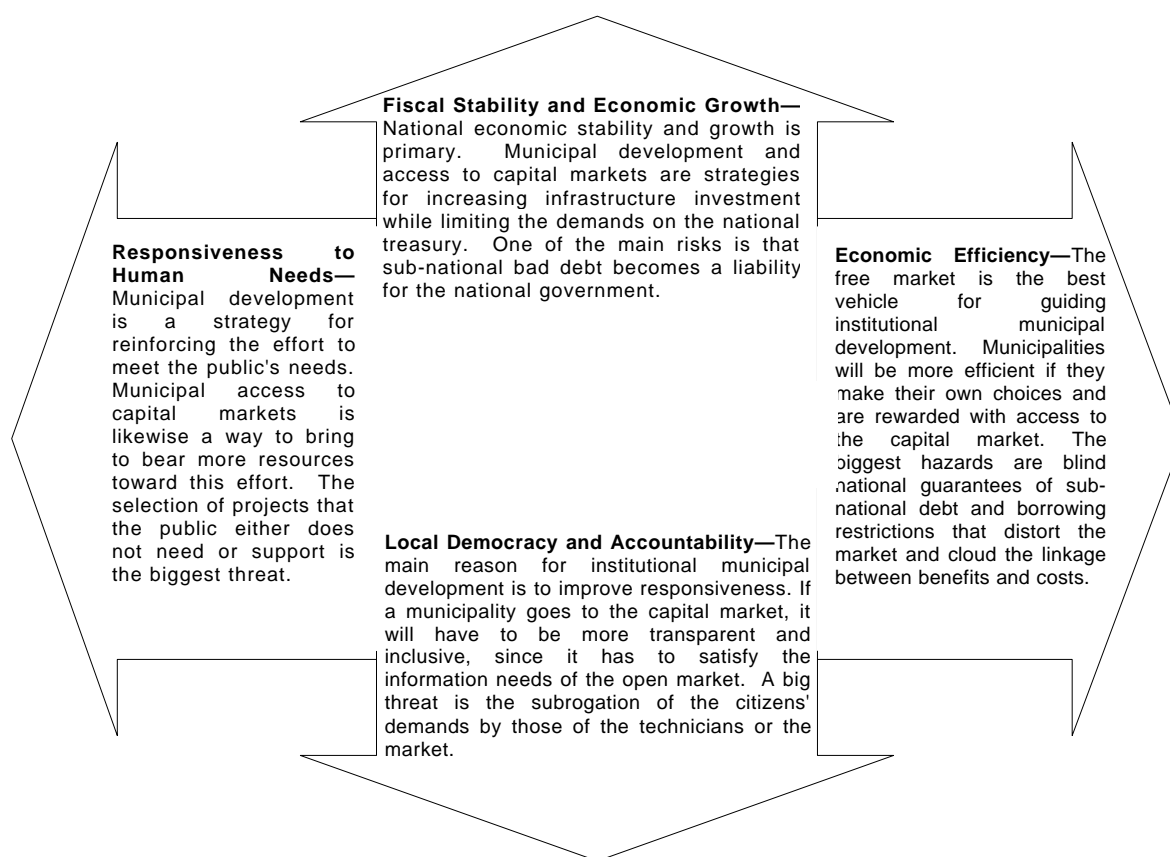 Fiscal Stability and Economic Growth—
National economic stability and growth is
primary. Municipal development and
access to capital markets are strategies
for increasing infrastructure investment
while limiting the demands on the national
treasury. One of the main risks is that
sub-national bad debt becomes a liability
for the national government.
Responsiveness to
Human Needs—
Municipal development
is a strategy for
reinforcing the effort to
meet the public's needs.
Municipal access to
capital markets is
likewise a way to bring
to bear more resources
toward this effort. The
selection of projects that
the public either does
not need or support is
the biggest threat.
Economic Efficiency—The
free market is the best
vehicle for guiding
institutional municipal
development. Municipalities
will be more efficient if they
make their own choices and
are rewarded with access to
the capital market. The
biggest hazards are blind
national guarantees of sub-
national debt and borrowing
restrictions that distort the
market and cloud the linkage
between benefits and costs.
Local Democracy and Accountability—The
main reason for institutional municipal
development is to improve responsiveness. If
a municipality goes to the capital market, it
will have to be more transparent and
inclusive, since it has to satisfy the
information needs of the open market. A big
threat is the subrogation of the citizens'
demands by those of the technicians or the
market.